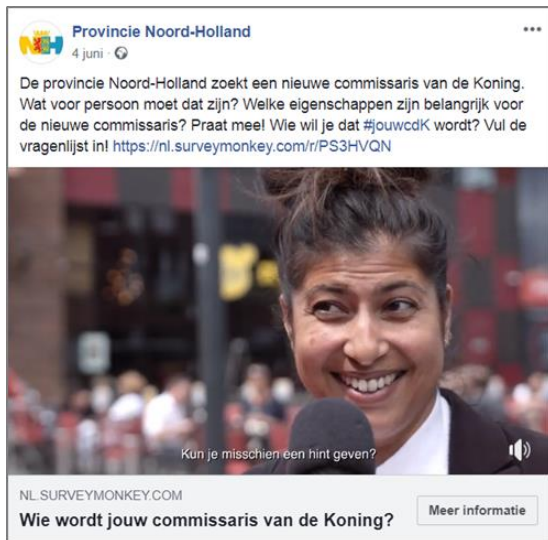 Provincie Noord-Holland
4 juni
De provincie Noord-Holland zoekt een nieuwe commissaris van de Koning.
Wat voor persoon moet dat zijn? Welke eigenschappen zijn belangrijk voor
de nieuwe commissaris? Praat mee! Wie wil je dat #jouwcdK wordt? Vul de
vragenlijst in! https://nl.surveymonkey.com/r/PS3HVQN
Kun je misschien een hint geven?
NL.SURVEYMONKEY.COM
Wie wordt jouw commissaris van de Koning?
Meer informatie